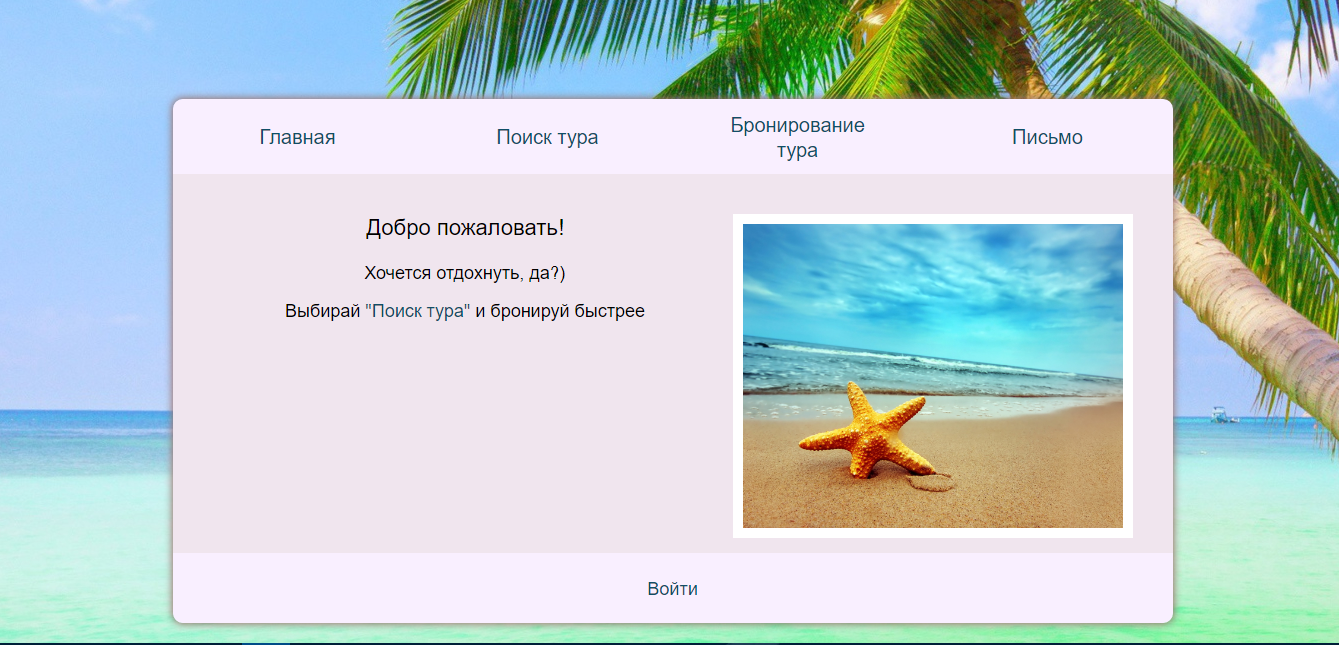 Главная
Поиск тура
Бронирование
тура
Письмо
Добро пожаловать!
Хочется отдохнуть, да?)
Выбирай "Поиск тура" и бронируй быстрее
Войти